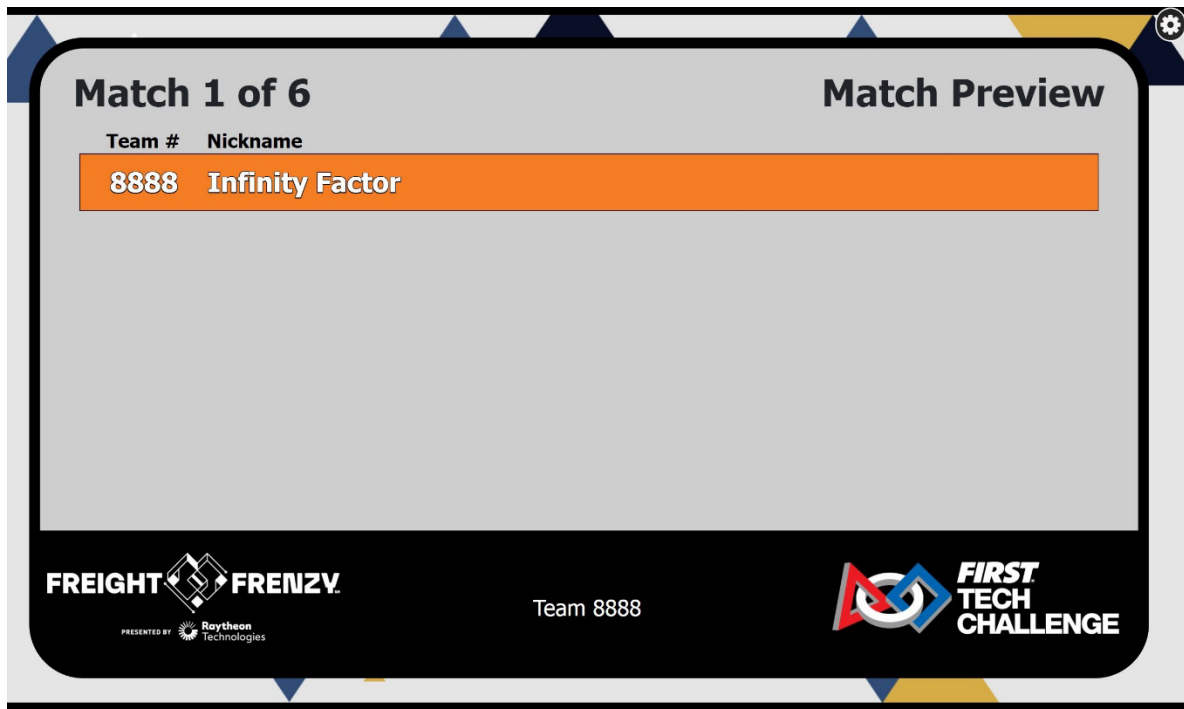 Match 1 of 6
Match Preview
Team # Nickname
8888 Infinity Factor
FREIGHT FRENZY.
PRESENTED BY Raytheon
Technologies
Team 8888
FIRST
TECH
CHALLENGE